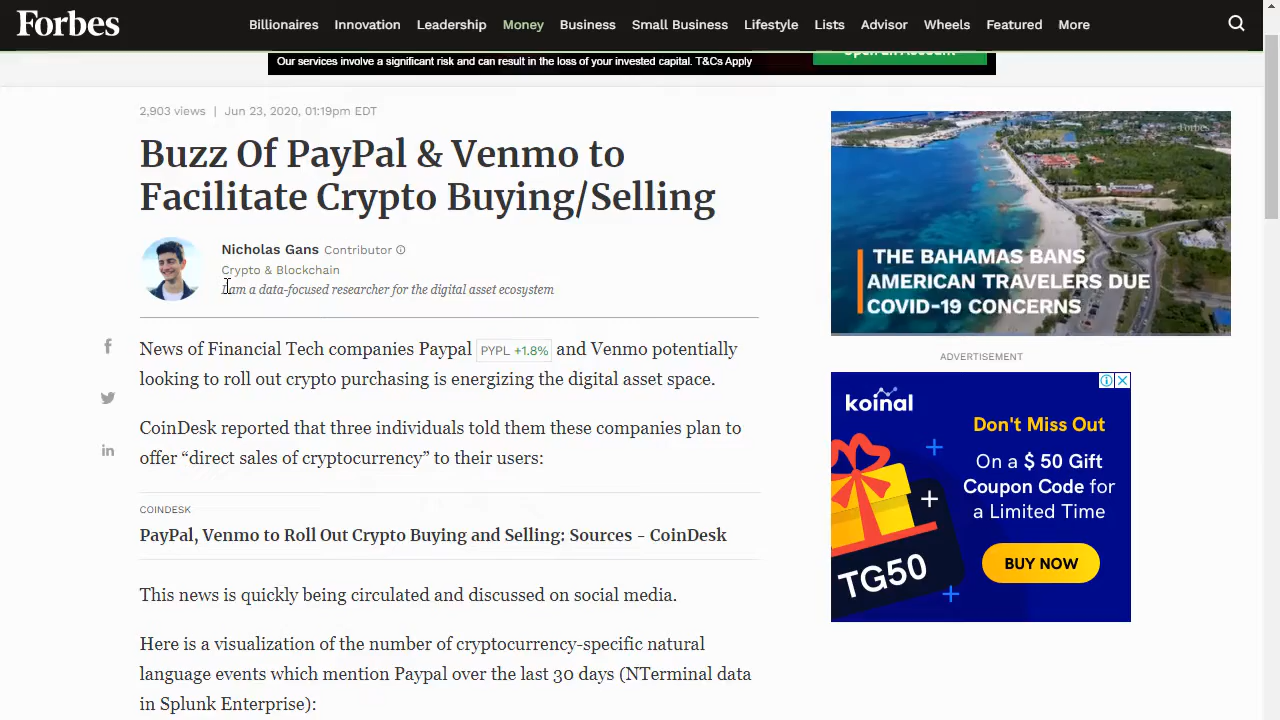 Forbes
Billionaires Innovation Leadership Money Business Small Business Lifestyle Lists Advisor Wheels Featured More
Our services involve a significant risk and can result in the loss of your invested capital. T&Cs Apply
2,903 views | Jun 23, 2020, 01:19pm EDT
Buzz Of PayPal & Venmo to
Facilitate Crypto Buying/Selling
Nicholas Gans Contributor
Crypto & Blockchain
I am a data-focused researcher for the digital asset ecosystem
News of Financial Tech companies Paypal PYPL +1.8% and Venmo potentially
looking to roll out crypto purchasing is energizing the digital asset space.
CoinDesk reported that three individuals told them these companies plan to
offer “direct sales of cryptocurrency” to their users:
COINDESK
PayPal, Venmo to Roll Out Crypto Buying and Selling: Sources - CoinDesk
This news is quickly being circulated and discussed on social media.
Here is a visualization of the number of cryptocurrency-specific natural
language events which mention Paypal over the last 30 days (NTerminal data
in Splunk Enterprise):
Forbes
THE BAHAMAS BANS
AMERICAN TRAVELERS DUE
COVID-19 CONCERNS
ADVERTISEMENT
koinal
Don't Miss Out
On a $ 50 Gift
Coupon Code for
a Limited Time
BUY NOW
TG50